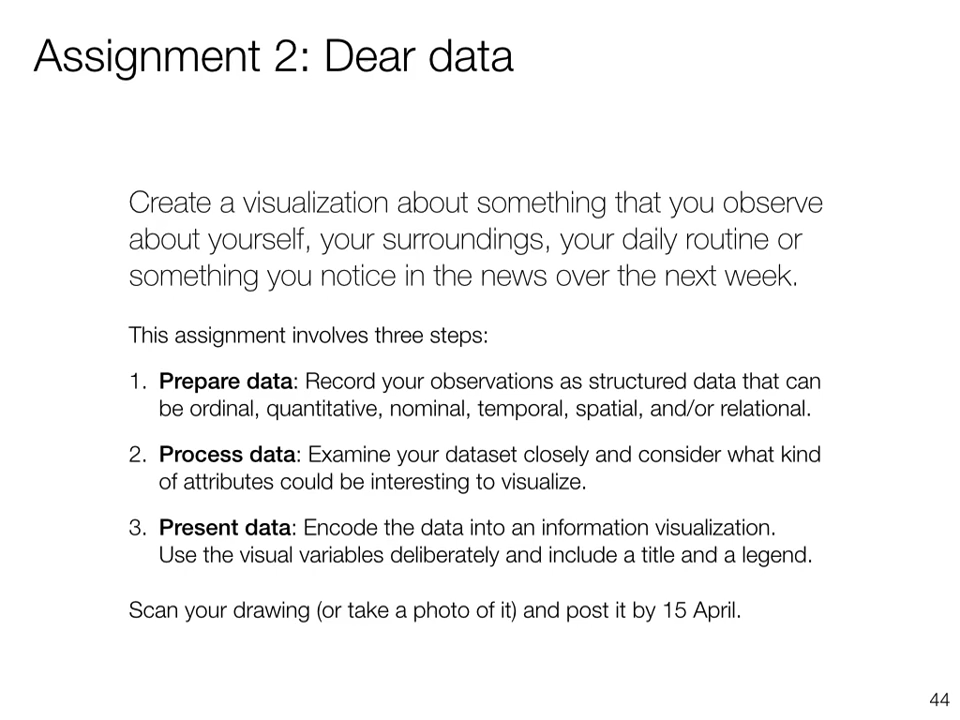 Assignment 2: Dear data
Create a visualization about something that you observe
about yourself, your surroundings, your daily routine or
something you notice in the news over the next week.
This assignment involves three steps:
1. Prepare data: Record your observations as structured data that can
be ordinal, quantitative, nominal, temporal, spatial, and/or relational.
2. Process data: Examine your dataset closely and consider what kind
of attributes could be interesting to visualize.
3. Present data: Encode the data into an information visualization.
Use the visual variables deliberately and include a title and a legend.
Scan your drawing (or take a photo of it) and post it by 15 April.
44